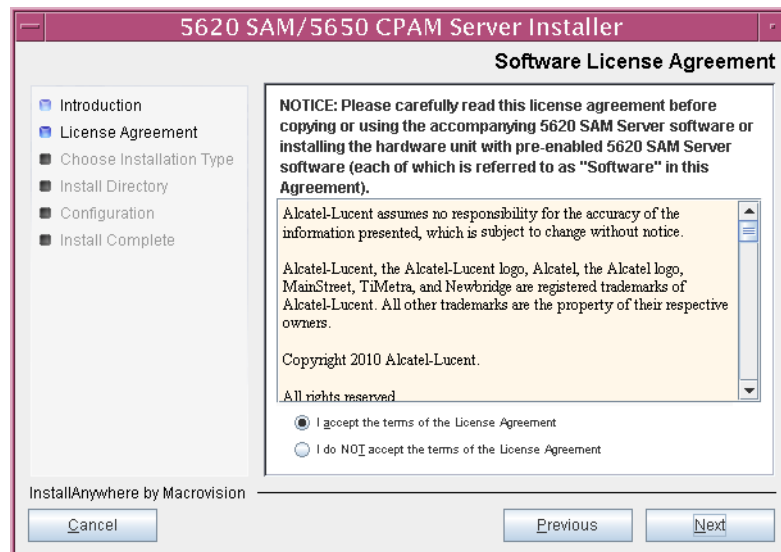 5620 SAM/5650 CPAM Server Installer
Software License Agreement
Introduction
License Agreement
Choose Installation Type
Install Directory
Configuration
Install Complete
NOTICE: Please carefully read this license agreement before
copying or using the accompanying 5620 SAM Server software or
installing the hardware unit with pre-enabled 5620 SAM Server
software (each of which is referred to as "Software" in this
Agreement).
Alcatel-Lucent assumes no responsibility for the accuracy of the
information presented, which is subject to change without notice.
Alcatel-Lucent, the Alcatel-Lucent logo, Alcatel, the Alcatel logo,
MainStreet, TiMetra, and Newbridge are registered trademarks of
Alcatel-Lucent. All other trademarks are the property of their respective
owners.
Copyright 2010 Alcatel-Lucent.
All rights reserved
I accept the terms of the License Agreement
I do NOT accept the terms of the License Agreement
InstallAnywhere by Macrovision
Cancel
Previous
Next